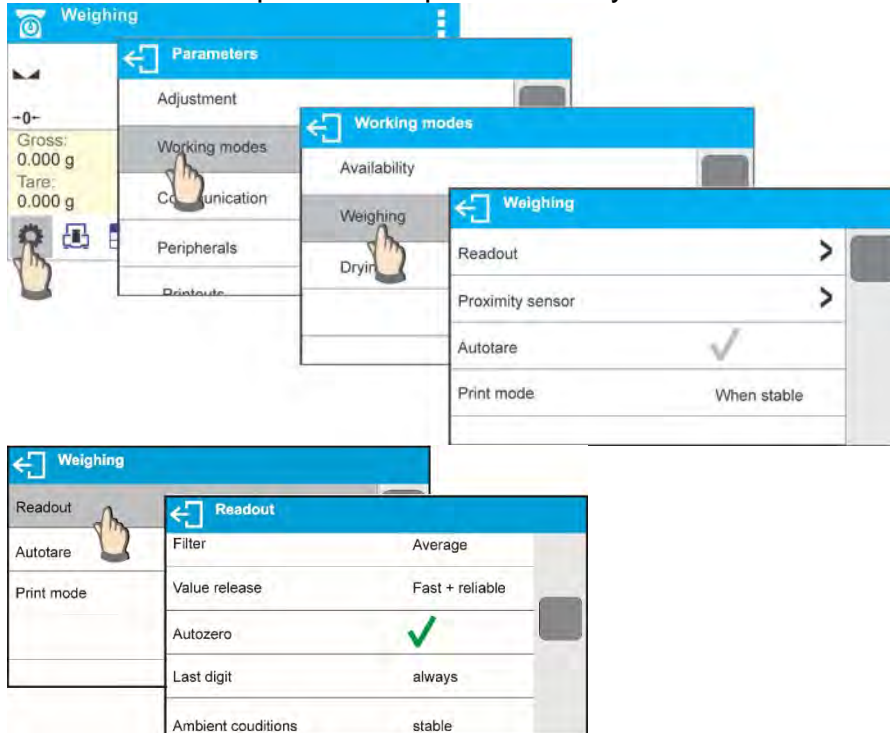 Weighing
→0←
Gross:
0.000 g
Tare:
0.000 g
Parameters
Adjustment
Working modes
Peripherals
Working modes
Availability
Weighing
Weighing
Readout >
Proximity sensor >
Autotare
Print mode When stable
Weighing
Readout
Autotare
Print mode
Readout
Filter Average
Value release Fast + reliable
Autozero
Last digit always
Ambient couditions stable